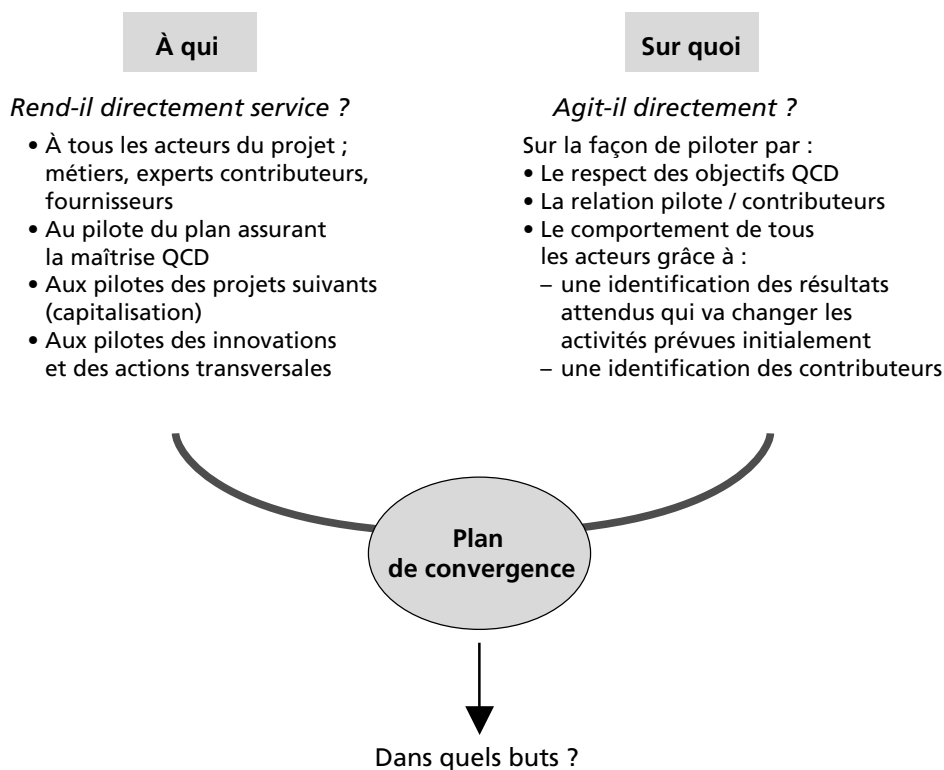 À qui
Rend-il directement service ?
• À tous les acteurs du projet ;
métiers, experts contributeurs,
fournisseurs
• Au pilote du plan assurant
la maîtrise QCD
• Aux pilotes des projets suivants
(capitalisation)
• Aux pilotes des innovations
et des actions transversales
Sur quoi
Agit-il directement ?
Sur la façon de piloter par :
• Le respect des objectifs QCD
• La relation pilote / contributeurs
• Le comportement de tous
les acteurs grâce à :
– une identification des résultats
attendus qui va changer les
activités prévues initialement
– une identification des contributeurs
Plan
de convergence
Dans quels buts ?